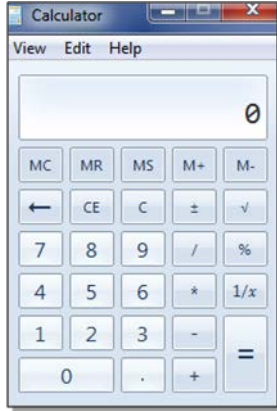 Calculator
View Edit Help
0
MC MR MS M+ M-
← CE C ± √
7 8 9 / %
4 5 6 * 1/x
1 2 3 - =
0 . +